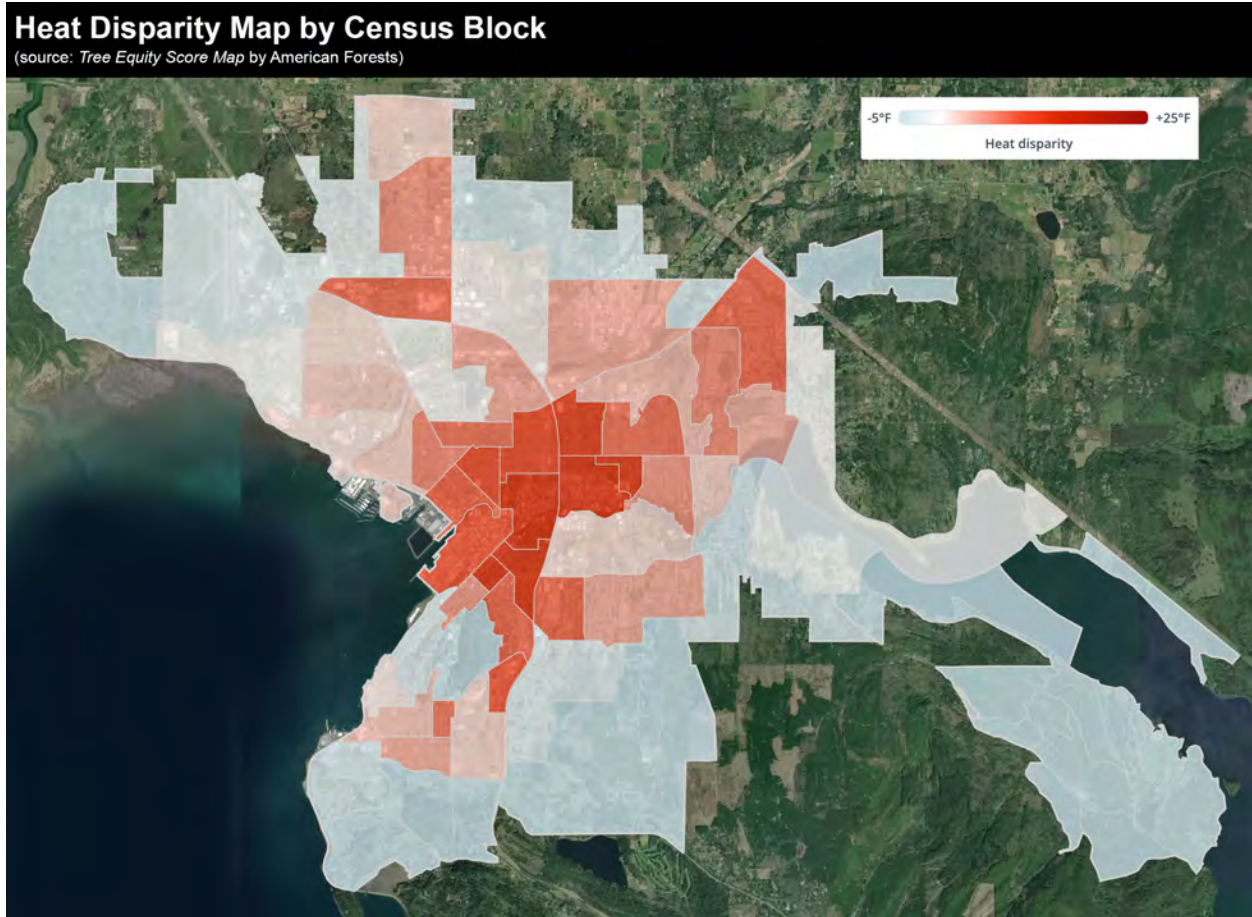 Heat Disparity Map by Census Block
(source: Tree Equity Score Map by American Forests)
-5°F +25°F
Heat disparity